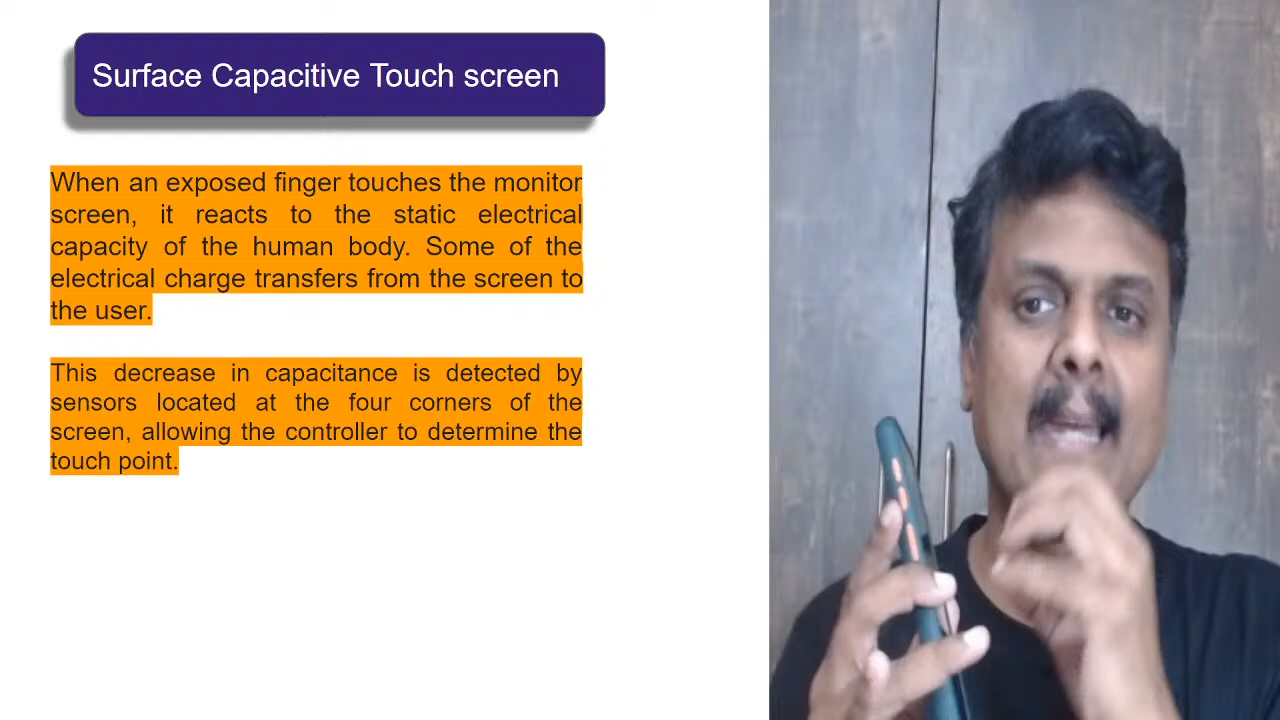 Surface Capacitive Touch screen
When an exposed finger touches the monitor
screen, it reacts to the static electrical
capacity of the human body. Some of the
electrical charge transfers from the screen to
the user.
This decrease in capacitance is detected by
sensors located at the four corners of the
screen, allowing the controller to determine the
touch point.